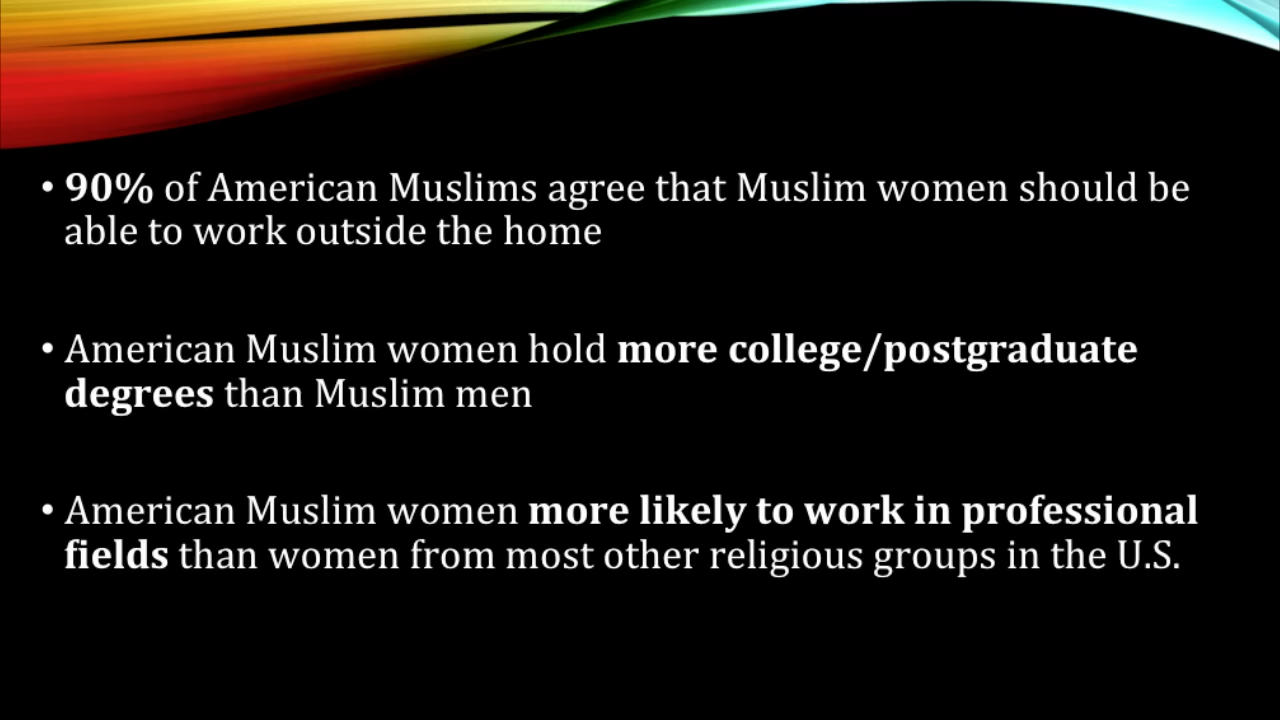 • 90% of American Muslims agree that Muslim women should be
able to work outside the home
• American Muslim women hold more college/postgraduate
degrees than Muslim men
• American Muslim women more likely to work in professional
fields than women from most other religious groups in the U.S.